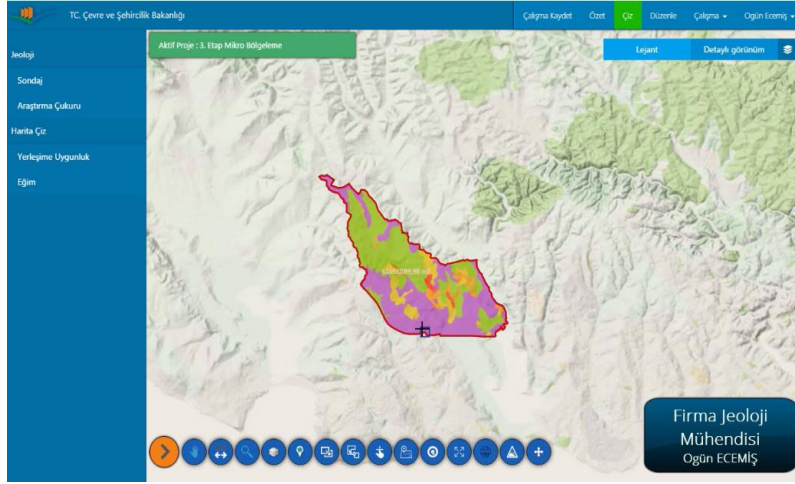 TC. Çevre ve Şehircilik Bakanlığı
Çalışma Kaydet
Özet
Çiz
Düzenle
Çalışma
Ogün Ecemiş
Jeoloji
Sondaj
Araştırma Çukuru
Harita Çiz
Yerleşime Uygunluk
Eğim
Aktif Proje : 3. Etap Mikro Bölgeleme
Lejant
Detaylı görünüm
Firma Jeoloji
Mühendisi
Ogün ECEMİŞ